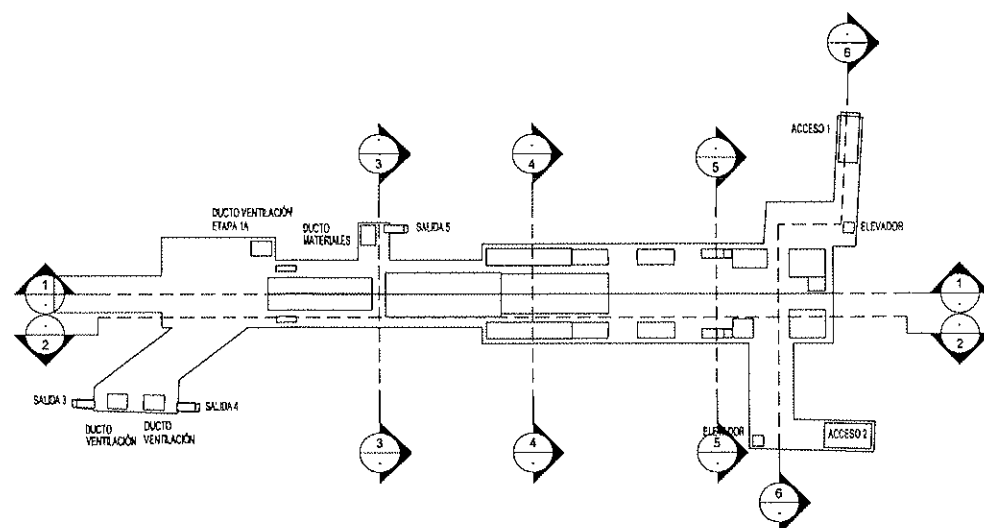 6
ACCESO 1
3
4
5
DUCTO VENTILACIÓN
ETAPA 1A
DUCTO
MATERIALES
SALIDA 5
ELEVADOR
1
1
2
2
SALIDA 3
SALIDA 4
DUCTO
VENTILACIÓN
DUCTO
VENTILACIÓN
ELEVADOR
ACCESO 2
3
4
5
6